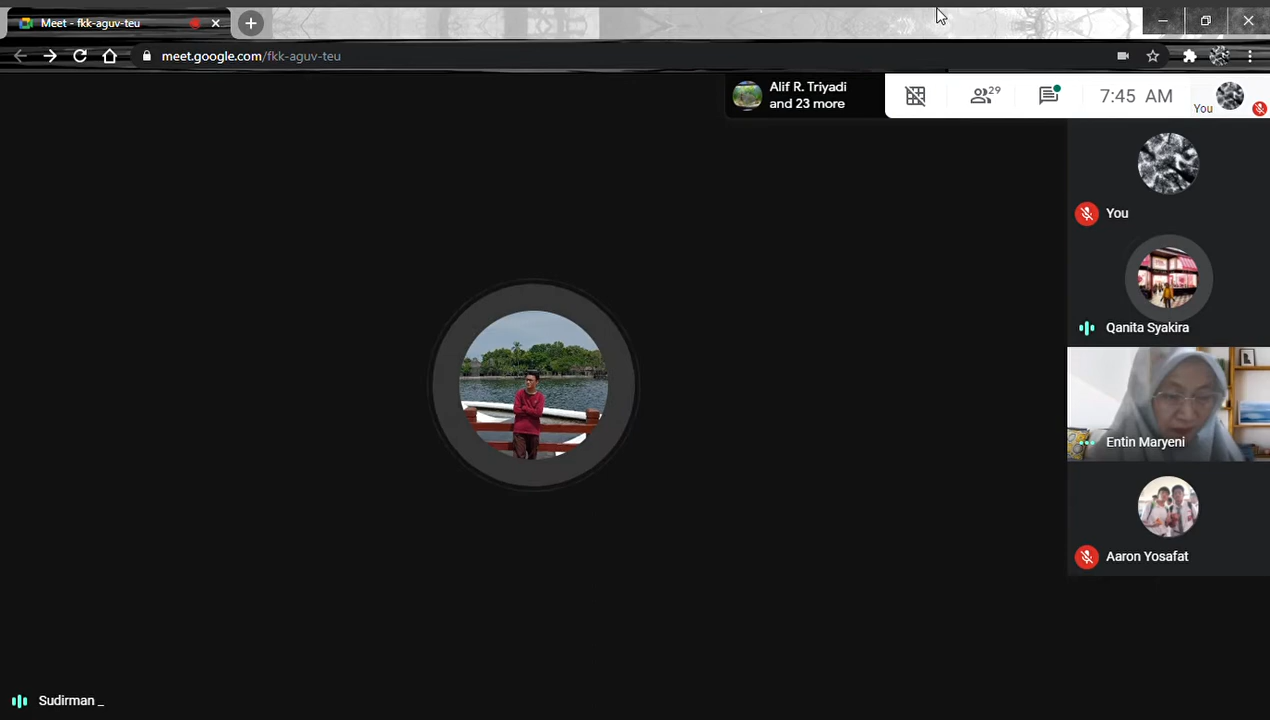 Meet - fkk-aguv-teu
meet.google.com/fkk-aguv-teu
Alif R. Triyadi
and 23 more
29
7:45 AM
You
You
Qanita Syakira
Entin Maryeni
Aaron Yosafat
Sudirman _